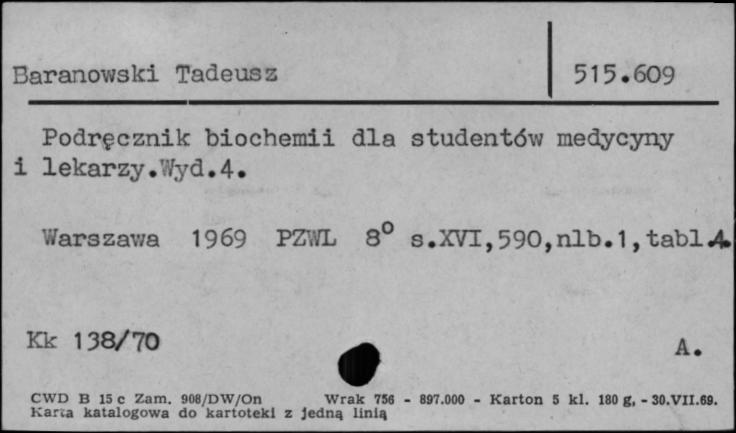 Baranowski Tadeusz 515.609
Podręcznik biochemii dla studentów medycyny
i lekarzy.Wyd.4.
Warszawa 1969 PZWL 8° s.XVI,590,nlb.1,tabl.4.
Kk 138/70
A.
CWD B 15 c Zam. 908/DW/On Wrak 756 - 897.000 - Karton 5 kl. 180 g, - 30.VII.69.
Karta katalogowa do kartoteki z jedną linią